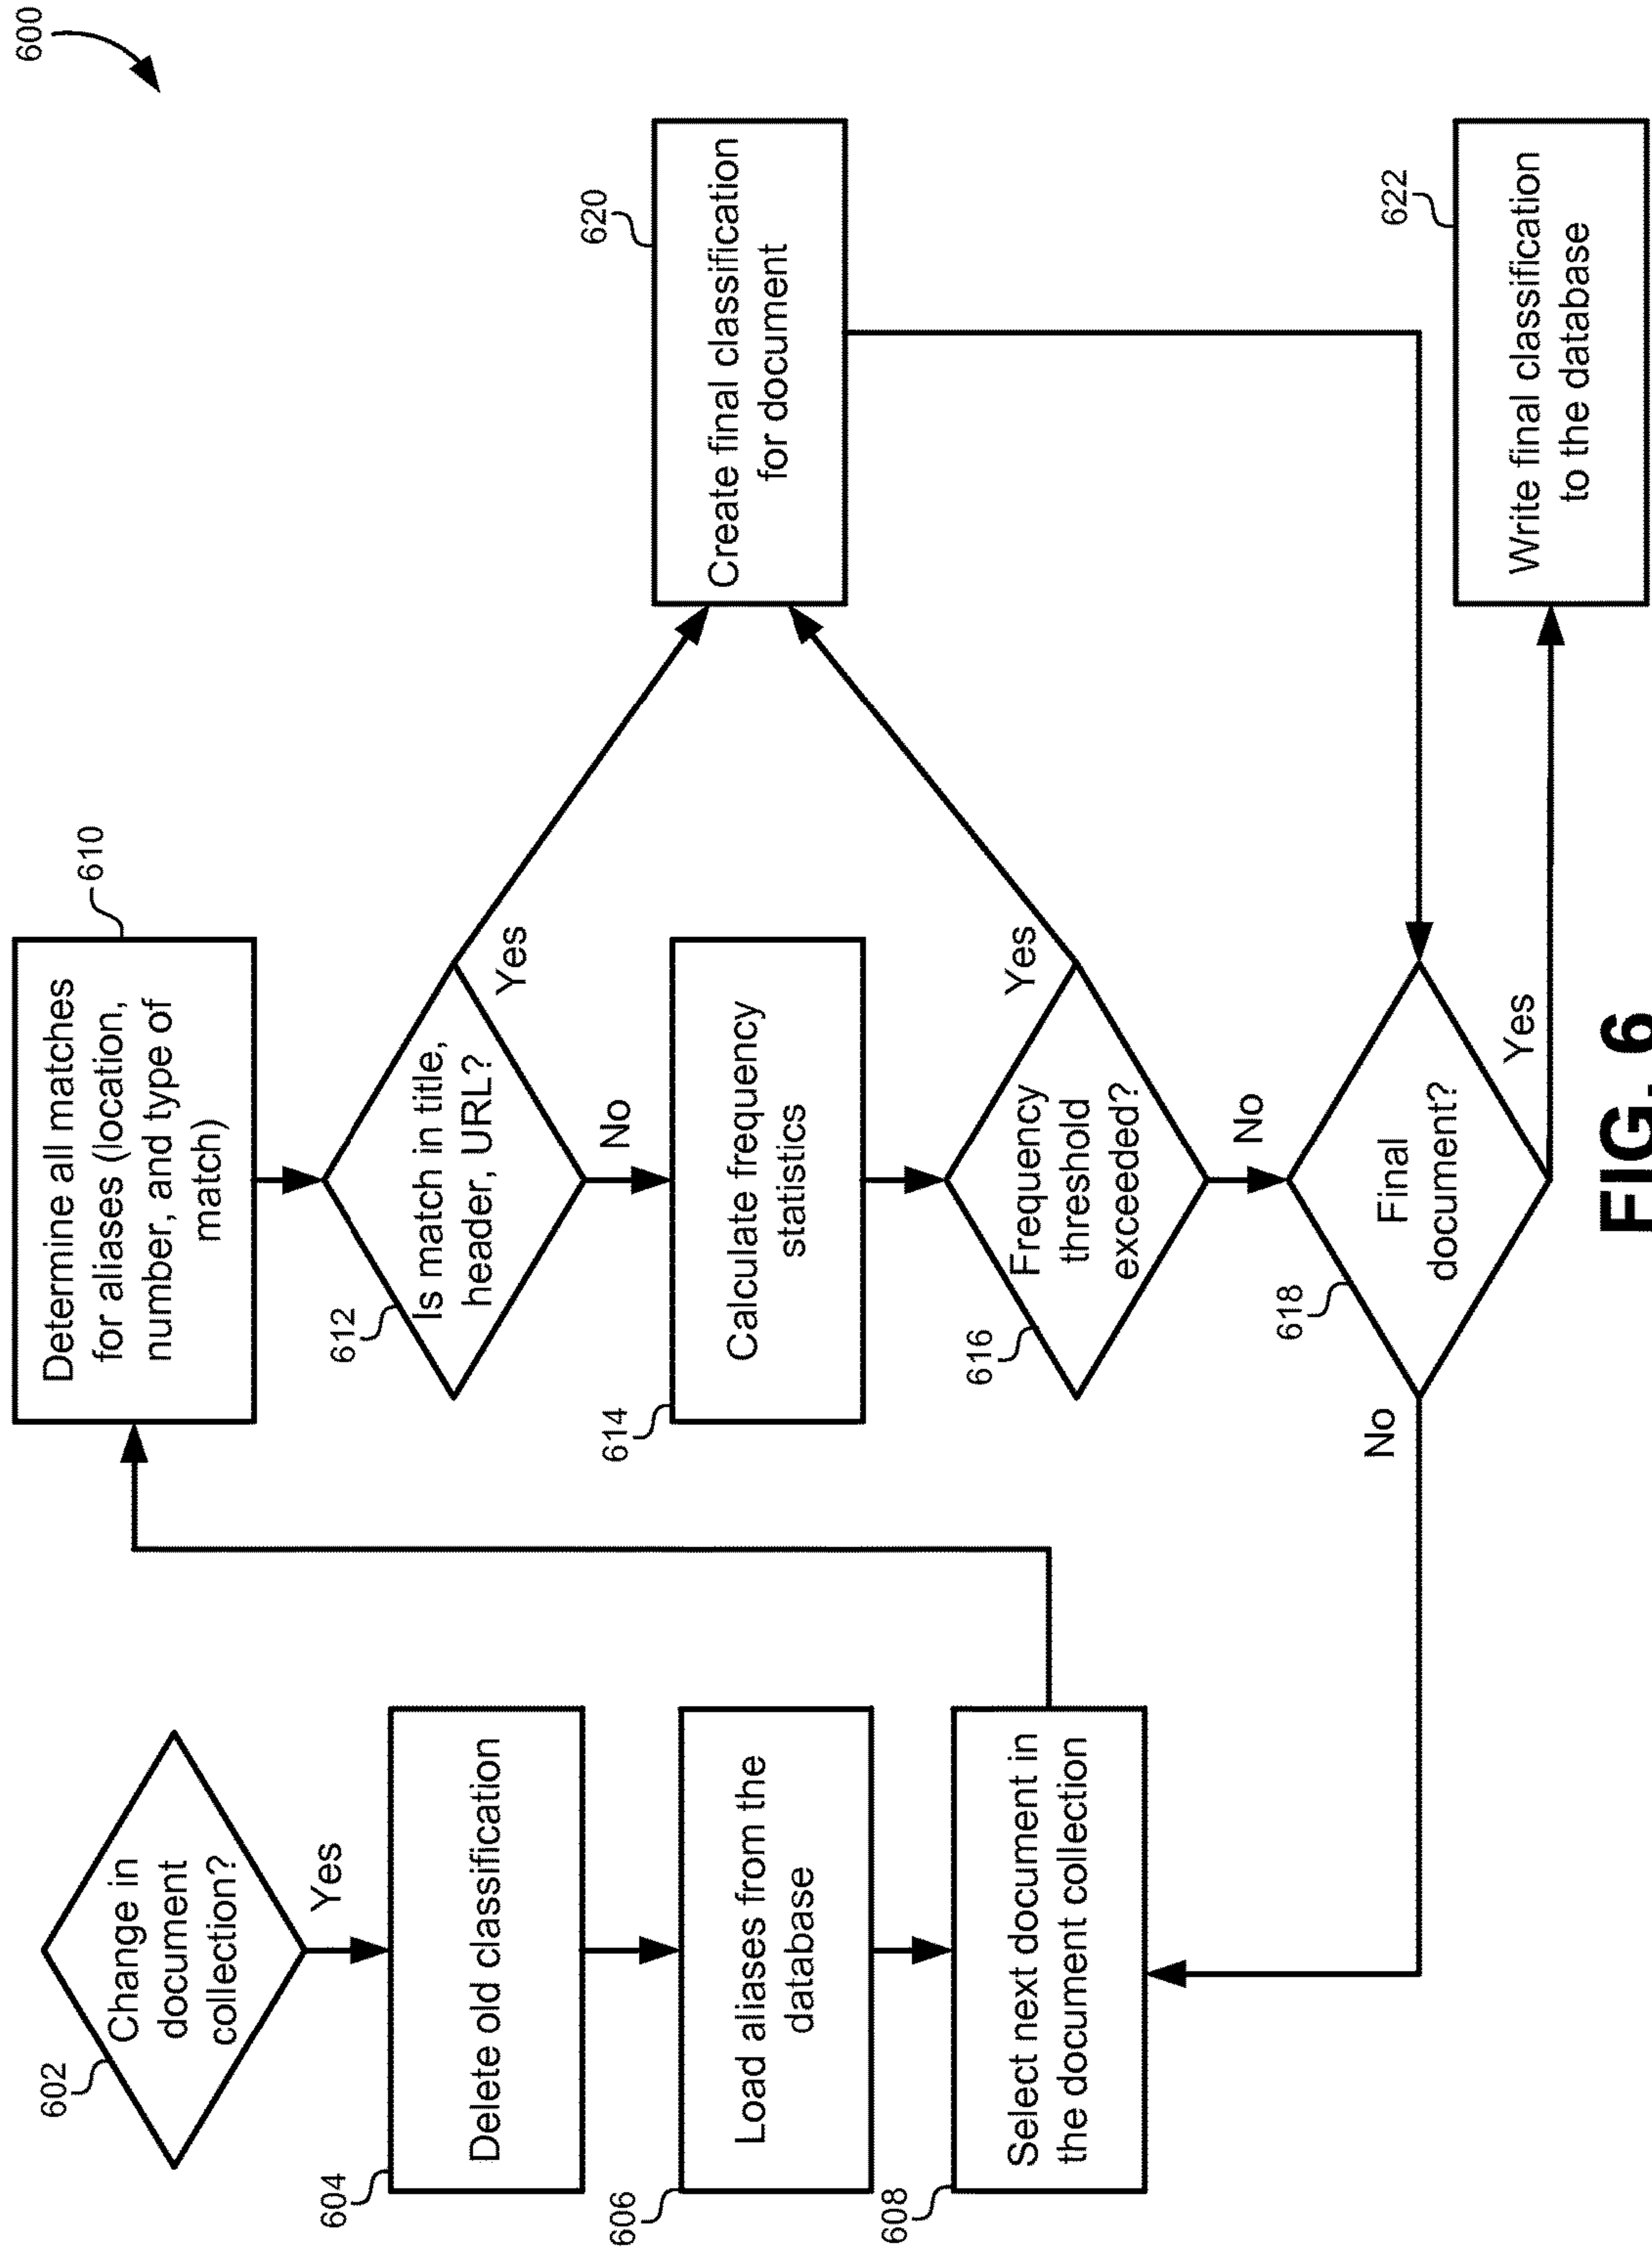 600
602
Change in
document
collection?
Yes
604
Delete old classification
606
Load aliases from the
database
608
Select next document in
the document collection
610
Determine all matches
for aliases (location,
number, and type of
match)
612
Is match in title,
header, URL?
Yes
No
614
Calculate frequency
statistics
616
Frequency
threshold
exceeded?
Yes
No
618
Final
document?
No
Yes
620
Create final classification
for document
622
Write final classification
to the database
FIG. 6